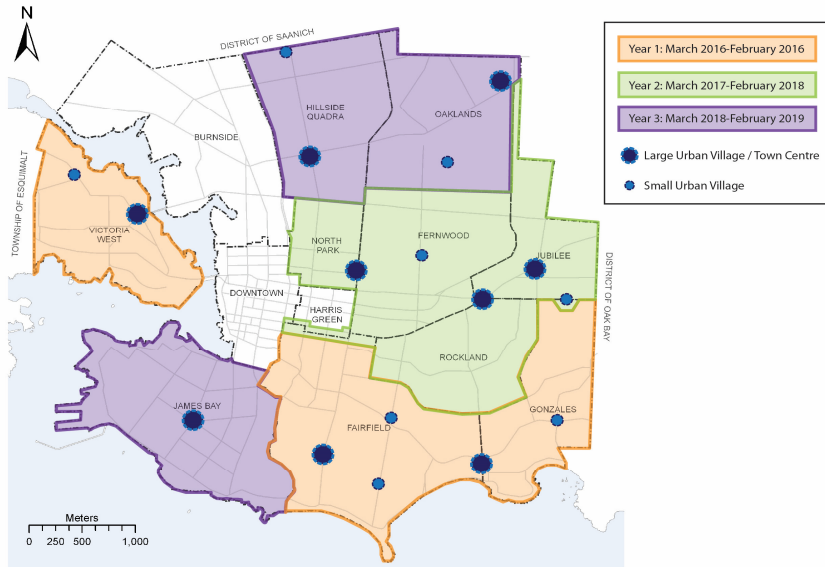 N
DISTRICT OF SAANICH
Year 1: March 2016-February 2016
Year 2: March 2017-February 2018
Year 3: March 2018-February 2019
Large Urban Village / Town Centre
Small Urban Village
HILLSIDE
QUADRA
OAKLANDS
BURNSIDE
TOWNSHIP OF ESQUIMALT
VICTORIA
WEST
NORTH
PARK
FERNWOOD
JUBILEE
DISTRICT OF OAK BAY
DOWNTOWN
HARRIS
GREEN
ROCKLAND
JAMES BAY
FAIRFIELD
GONZALES
Meters
0 250 500 1,000